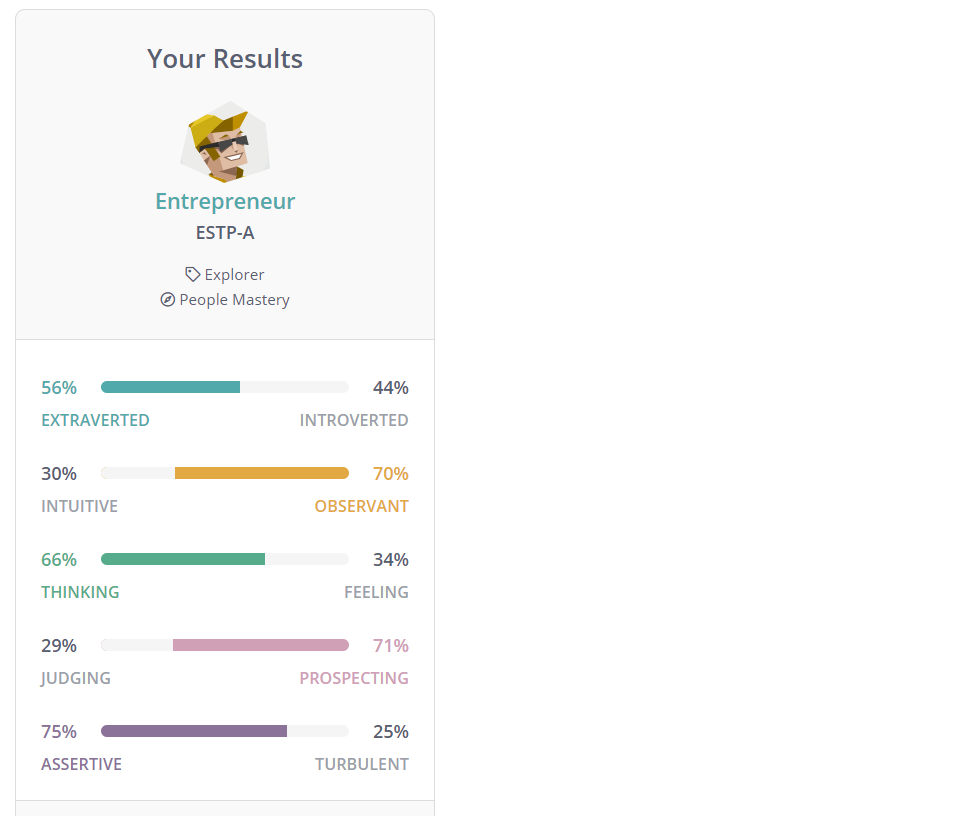 Your Results
Entrepreneur
ESTP-A
Explorer
People Mastery
56% 44%
EXTRAVERTED INTROVERTED
30% 70%
INTUITIVE OBSERVANT
66% 34%
THINKING FEELING
29% 71%
JUDGING PROSPECTING
75% 25%
ASSERTIVE TURBULENT